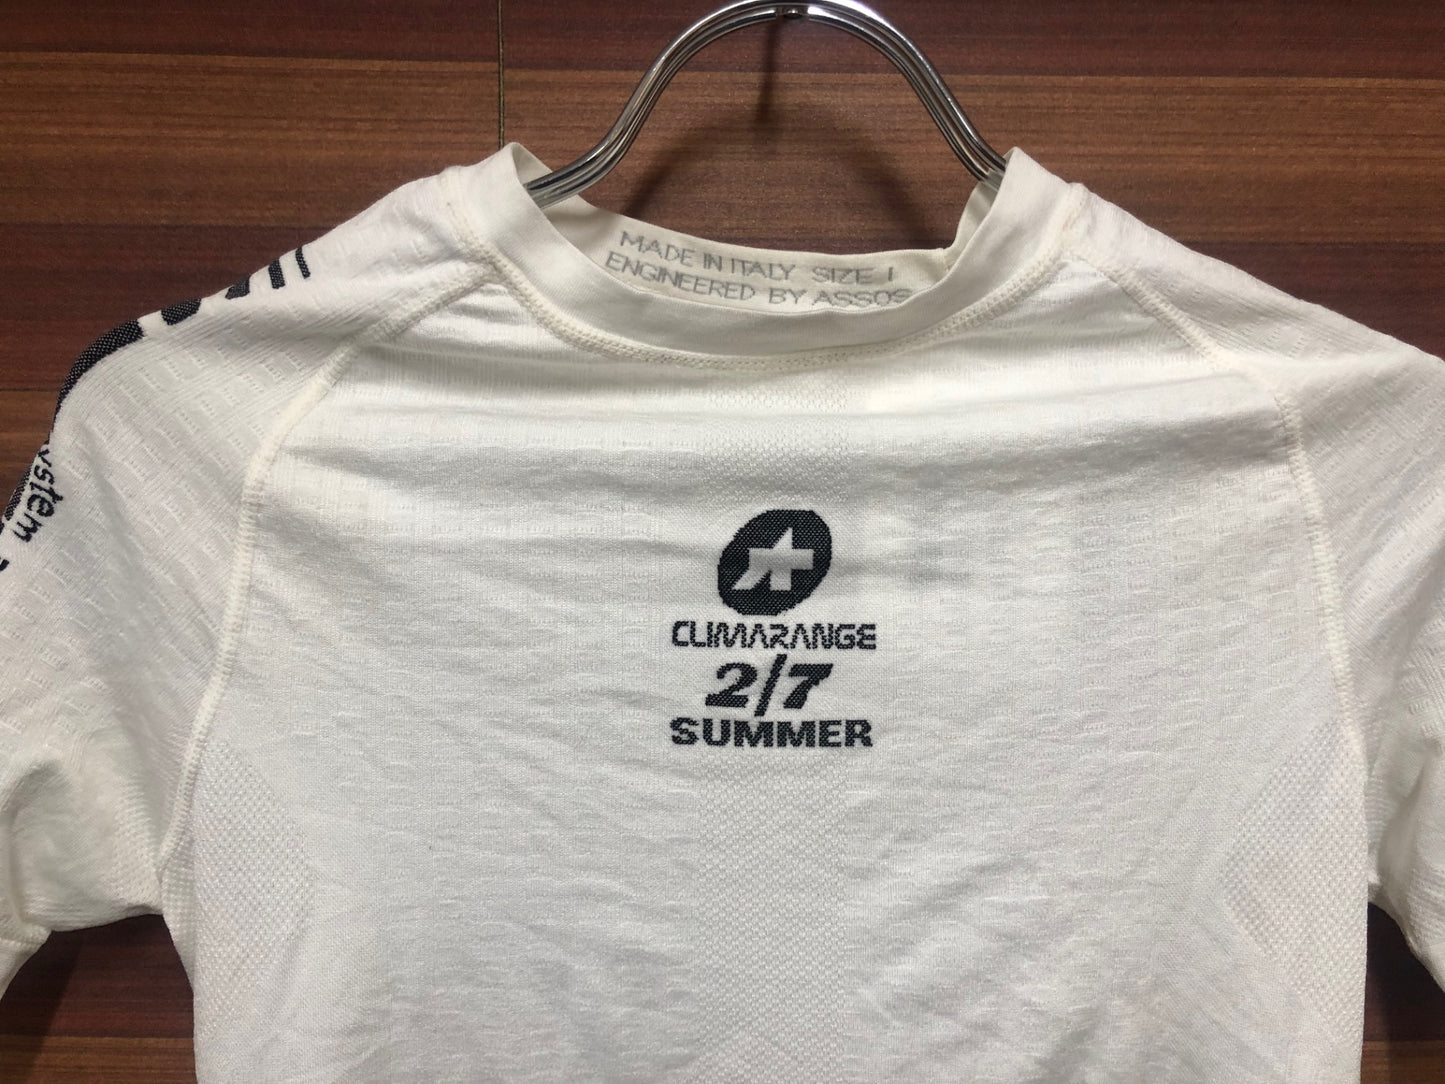 MADE IN ITALY SIZE I
ENGINEERED BY ASSOS
CLIMARANGE
2/7
SUMMER
ystem